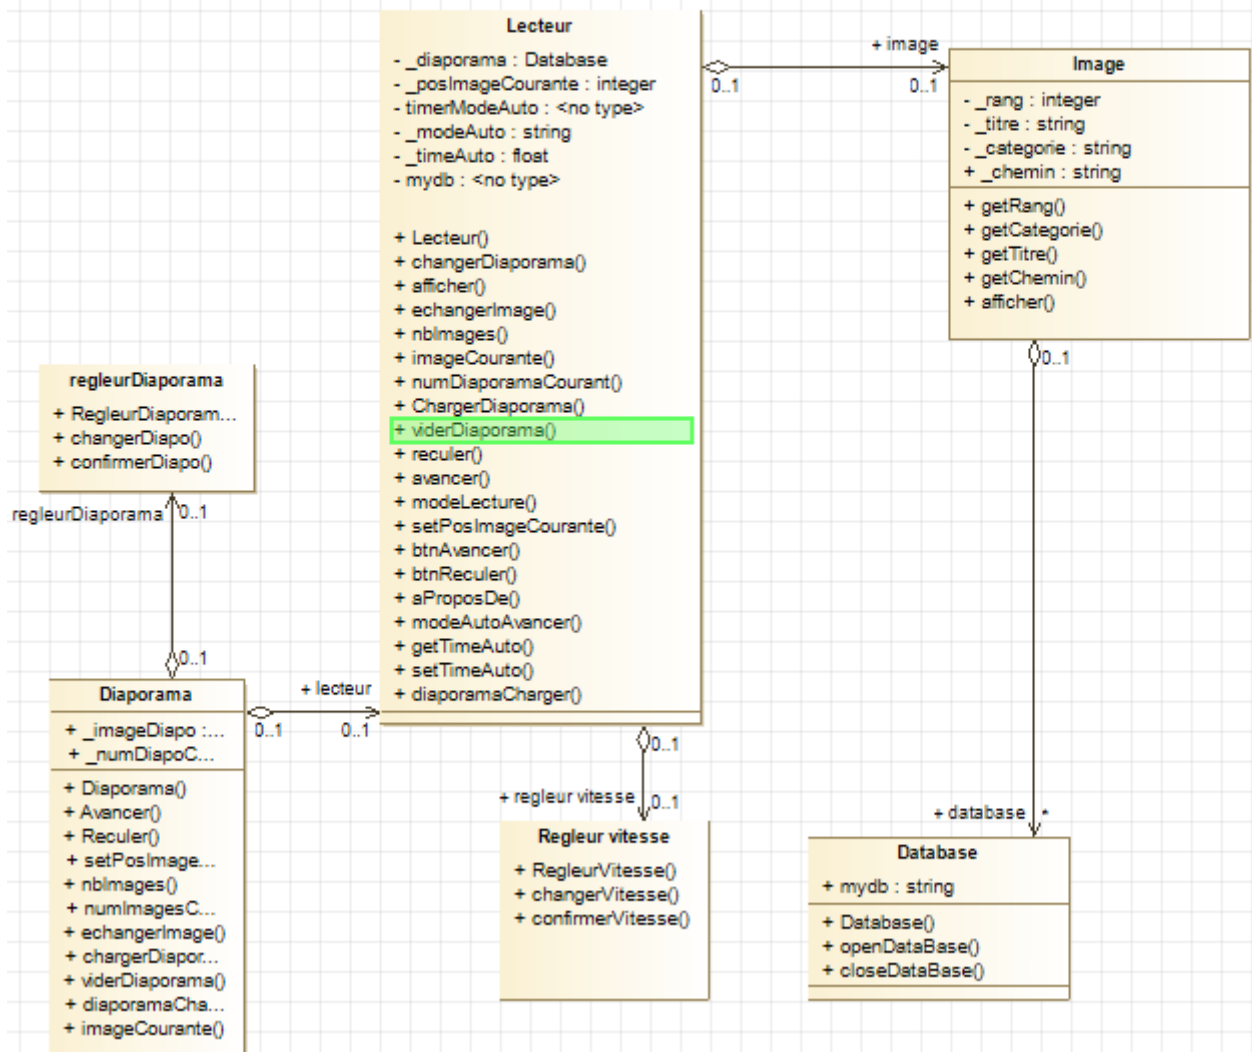 Lecteur
- _diaporama : Database
- _posImageCourante : integer
- timerModeAuto : <no type>
- _modeAuto : string
- _timeAuto : float
- mydb : <no type>
+ Lecteur()
+ changerDiaporama()
+ afficher()
+ echangerImage()
+ nbImages()
+ imageCourante()
+ numDiaporamaCourant()
+ ChargerDiaporama()
+ viderDiaporama()
+ reculer()
+ avancer()
+ modeLecture()
+ setPosImageCourante()
+ btnAvancer()
+ btnReculer()
+ aProposDe()
+ modeAutoAvancer()
+ getTimeAuto()
+ setTimeAuto()
+ diaporamaCharger()
+ image
0..1
0..1
Image
- _rang : integer
- _titre : string
- _categorie : string
+ _chemin : string
+ getRang()
+ getCategorie()
+ getTitre()
+ getChemin()
+ afficher()
0..1
regleurDiaporama
+ RegleurDiaporam...
+ changerDiapo()
+ confirmerDiapo()
regleurDiaporama
0..1
0..1
Diaporama
+ _imageDiapo :...
+ _numDiapoC...
+ Diaporama()
+ Avancer()
+ Reculer()
+ setPosImage...
+ nbImages()
+ numImagesC...
+ echangerImage()
+ chargerDiapor...
+ viderDiaporama()
+ diaporamaCha...
+ imageCourante()
+ lecteur
0..1
0..1
0..1
+ regleur vitesse
0..1
Regleur vitesse
+ RegleurVitesse()
+ changerVitesse()
+ confirmerVitesse()
+ database
*
Database
+ mydb : string
+ Database()
+ openDataBase()
+ closeDataBase()